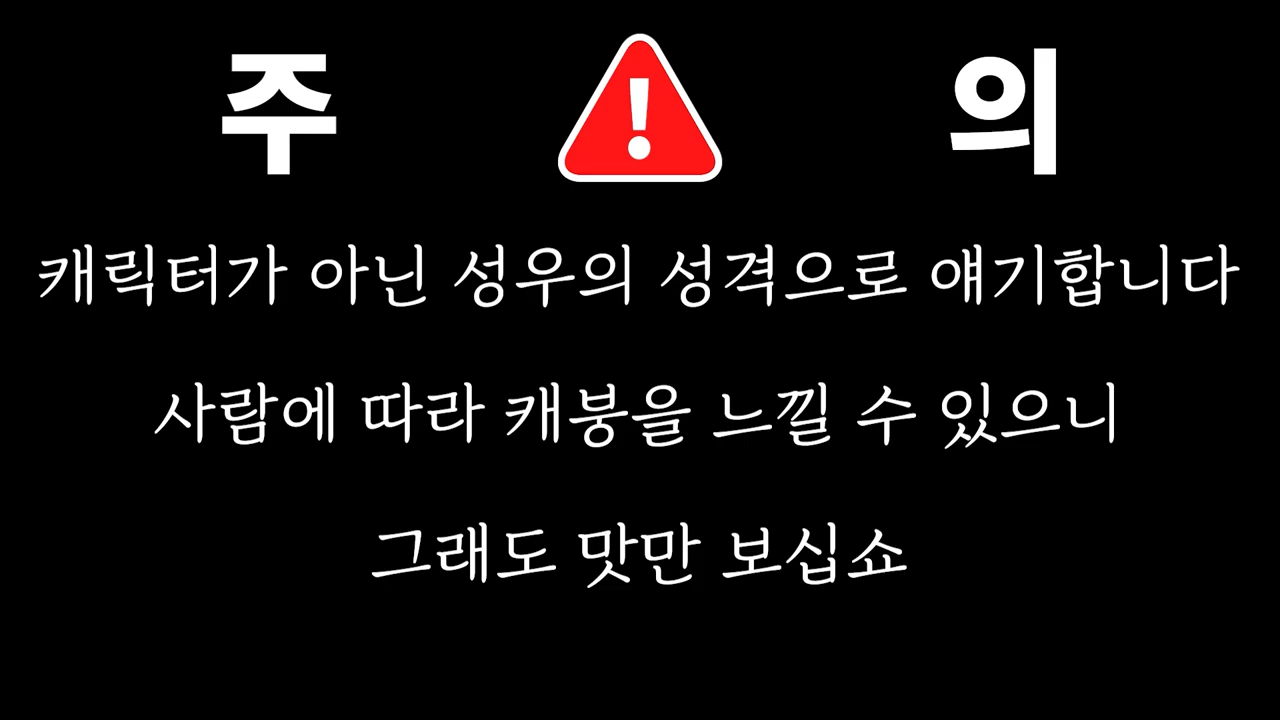 주 의
캐릭터가 아닌 성우의 성격으로 얘기합니다
사람에 따라 캐붕을 느낄 수 있으니
그래도 맛만 보십쇼